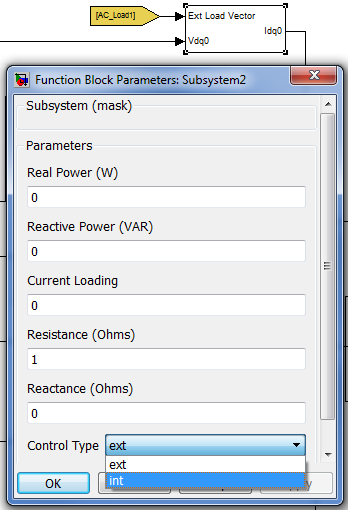 [AC_Load1]
Ext Load Vector
Idq0
Vdq0
Function Block Parameters: Subsystem2
Subsystem (mask)
Parameters
Real Power (W)
0
Reactive Power (VAR)
0
Current Loading
0
Resistance (Ohms)
1
Reactance (Ohms)
0
Control Type
ext
ext
int
OK